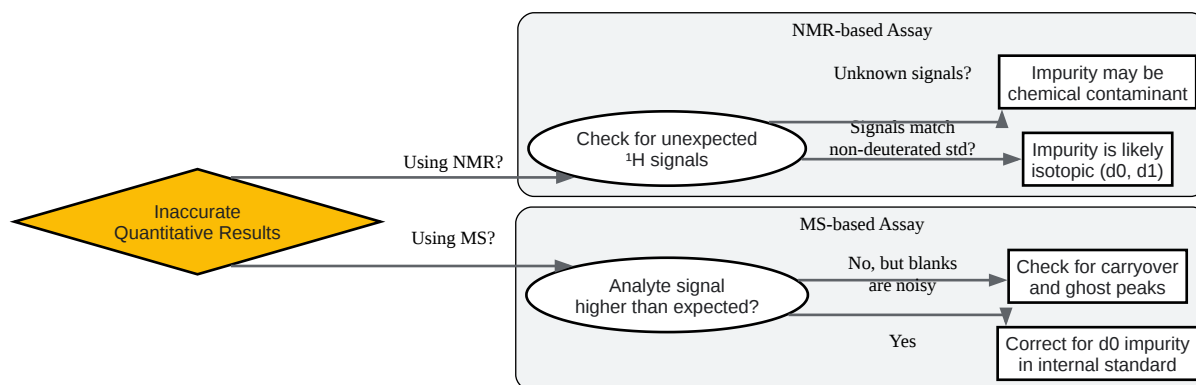 NMR-based Assay
Unknown signals?
Impurity may be
chemical contaminant
Check for unexpected
¹H signals
Signals match
non-deuterated std?
Impurity is likely
isotopic (d0, d1)
Using NMR?
Inaccurate
Quantitative Results
Using MS?
MS-based Assay
Analyte signal
higher than expected?
No, but blanks
are noisy
Check for carryover
and ghost peaks
Yes
Correct for d0 impurity
in internal standard